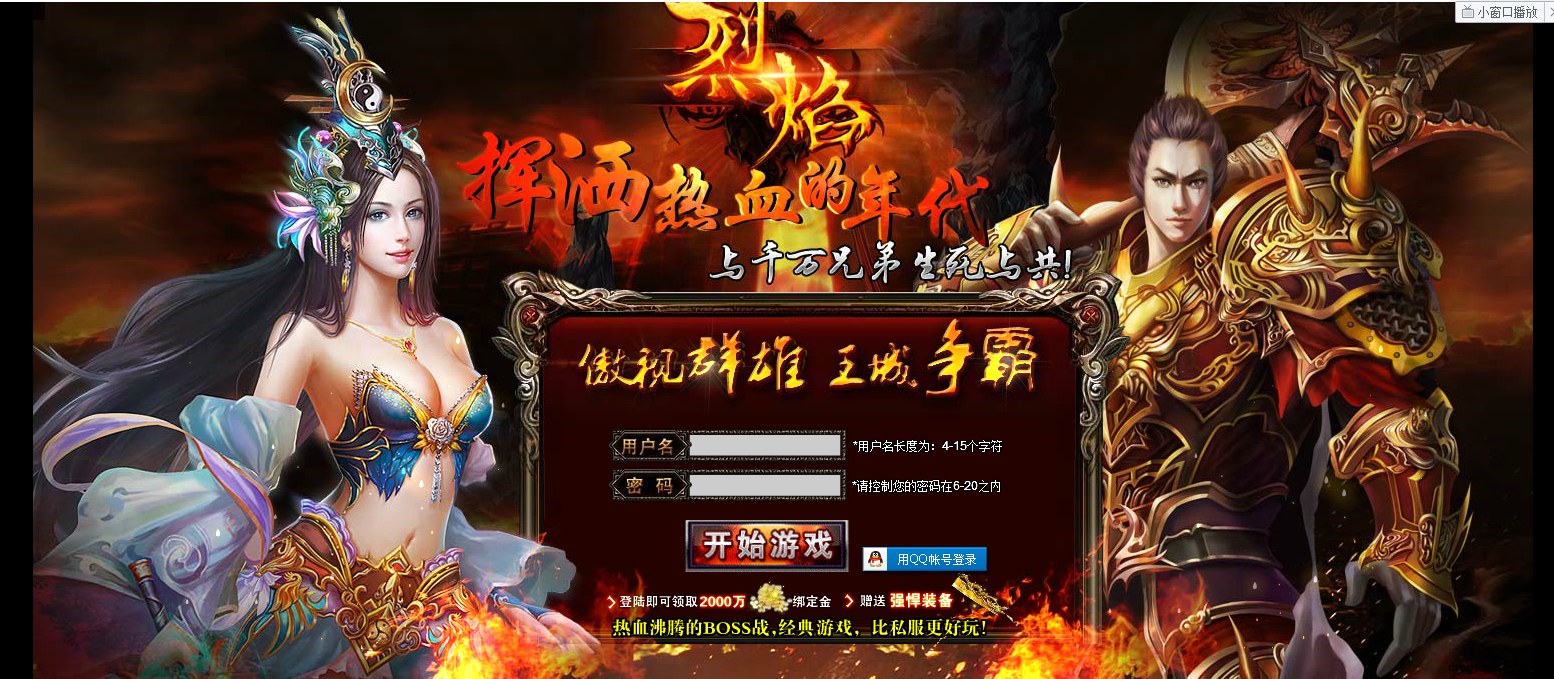 小窗口播放
烈焰
挥洒热血的年代
与千万兄弟生死与共!
傲视群雄 王城争霸
用户名 *用户名长度为：4-15个字符
密 码 *请控制您的密码在6-20之内
开始游戏
用QQ帐号登录
登陆即可领取2000万 绑定金 赠送 强悍装备
热血沸腾的BOSS战,经典游戏，比私服更好玩!